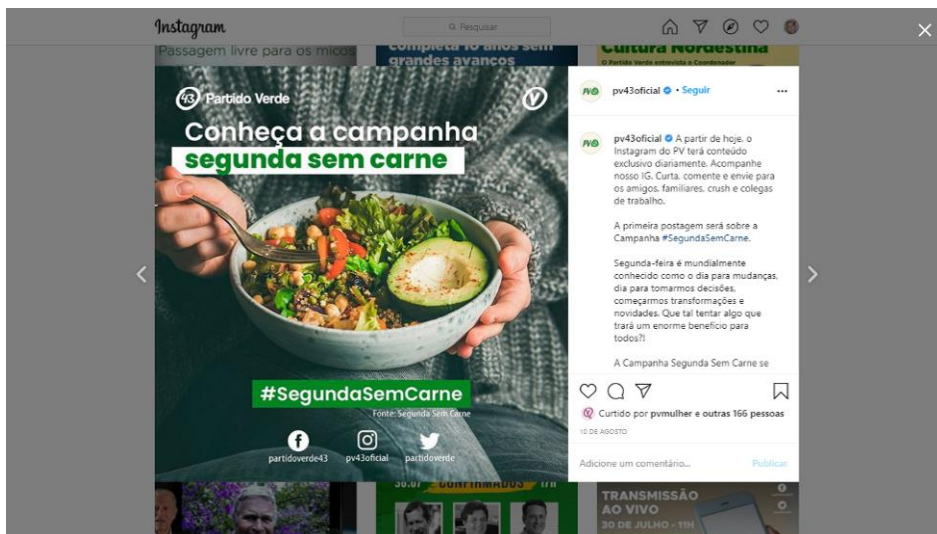 Instagram
Pesquisar
Passagem livre para os micos
completa 10 anos sem
grandes avanços
Cultura Nordestina
O Partido Verde entrevista o Coordenador
43 Partido Verde
Conheça a campanha
segunda sem carne
#SegundaSemCarne
Fonte: Segunda Sem Carne
partidoverde43 pv43oficial partidoverde
pv43oficial • Seguir
pv43oficial A partir de hoje, o
Instagram do PV terá conteúdo
exclusivo diariamente. Acompanhe
nosso IG. Curta, comente e envie para
os amigos, familiares, crush e colegas
de trabalho.
A primeira postagem será sobre a
Campanha #SegundaSemCarne.
Segunda-feira é mundialmente
conhecido como o dia para mudanças,
dia para tomarmos decisões,
começarmos transformações e
novidades. Que tal tentar algo que
trará um enorme benefício para
todos?!
A Campanha Segunda Sem Carne se
Curtido por pvmulher e outras 166 pessoas
10 DE AGOSTO
Adicione um comentário... Publicar
30.07 CONFIRMADOS 17H
TRANSMISSÃO
AO VIVO
30 DE JULHO - 11H